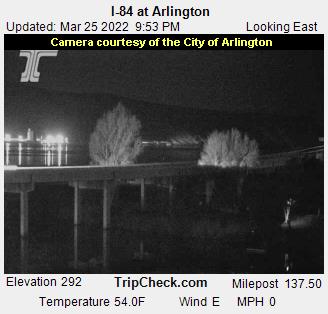 I-84 at Arlington
Updated: Mar 25 2022 9:53 PM Looking East
Camera courtesy of the City of Arlington
Elevation 292 TripCheck.com Milepost 137.50
Temperature 54.0F Wind E MPH 0